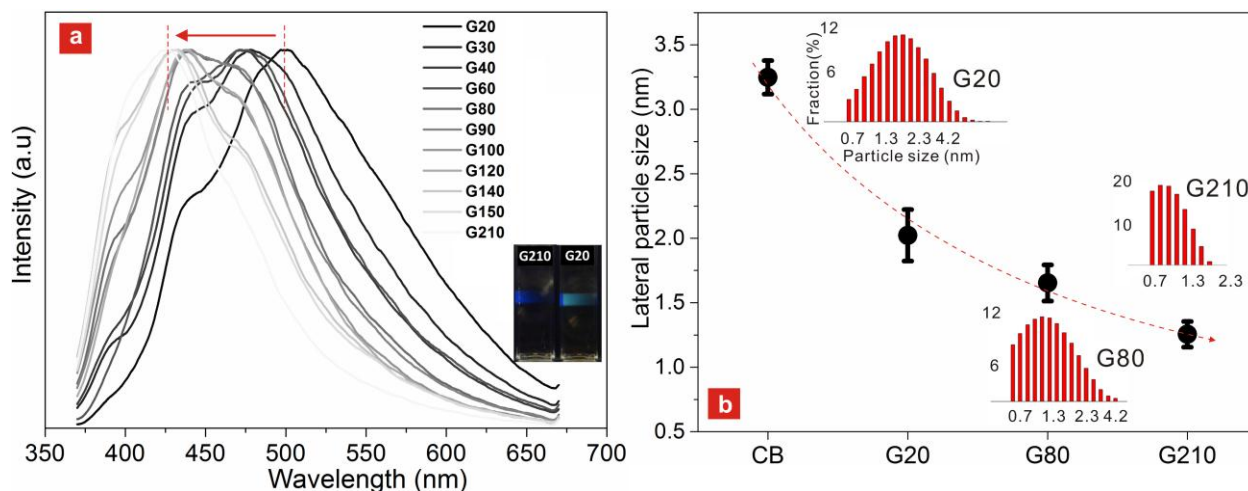 a
Intensity (a.u)
G20
G30
G40
G60
G80
G90
G100
G120
G140
G150
G210
G210 G20
350 400 450 500 550 600 650 700
Wavelength (nm)
b
Lateral particle size (nm)
3.5
3.0
2.5
2.0
1.5
1.0
0.5
CB G20 G80 G210
Fraction(%)
12
6
G20
0.7 1.3 2.3 4.2
Particle size (nm)
20
10
G210
0.7 1.3 2.3
12
6
G80
0.7 1.3 2.3 4.2